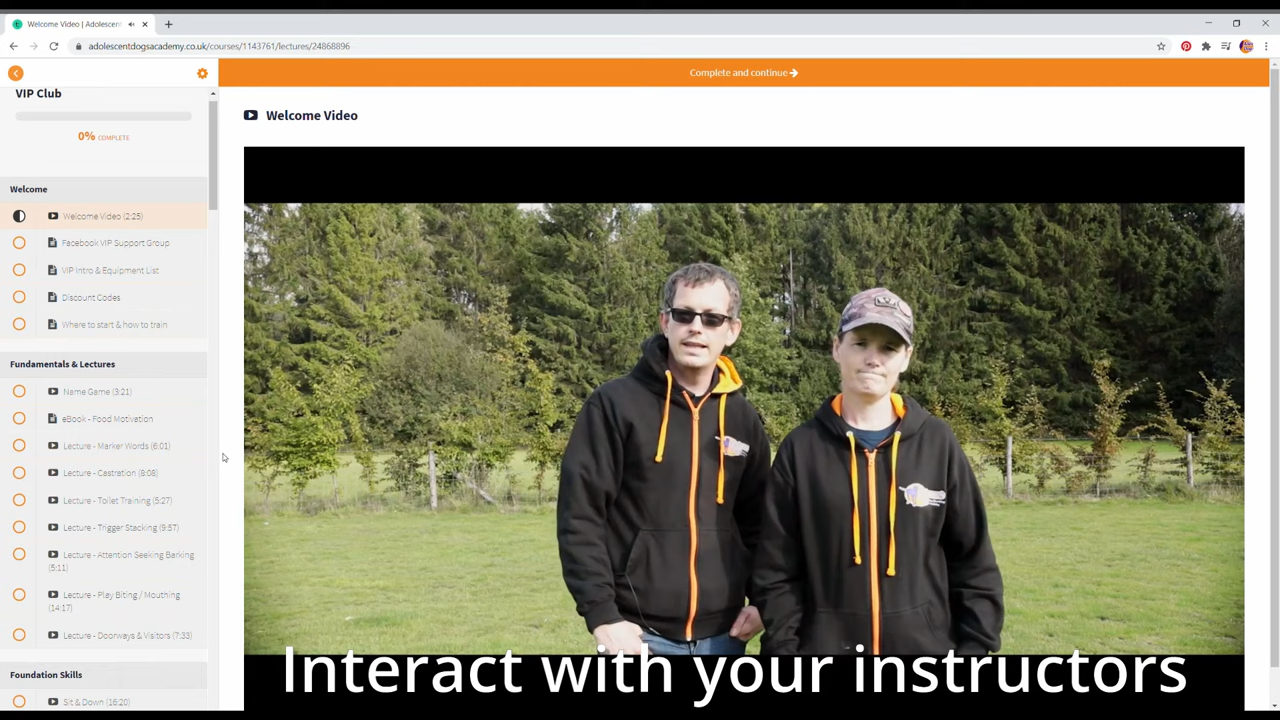 Welcome Video | Adolescent
adolescentdogsacademy.co.uk/courses/1143761/lectures/24868896
Complete and continue
VIP Club
0% COMPLETE
Welcome
Welcome Video (2:25)
Facebook VIP Support Group
VIP Intro & Equipment List
Discount Codes
Where to start & how to train
Fundamentals & Lectures
Name Game (3:21)
eBook - Food Motivation
Lecture - Marker Words (6:01)
Lecture - Castration (8:08)
Lecture - Toilet Training (5:27)
Lecture - Trigger Stacking (9:57)
Lecture - Attention Seeking Barking
(5:11)
Lecture - Play Biting / Mouthing
(14:17)
Lecture - Doorways & Visitors (7:33)
Foundation Skills
Sit & Down (16:20)
Welcome Video
Interact with your instructors